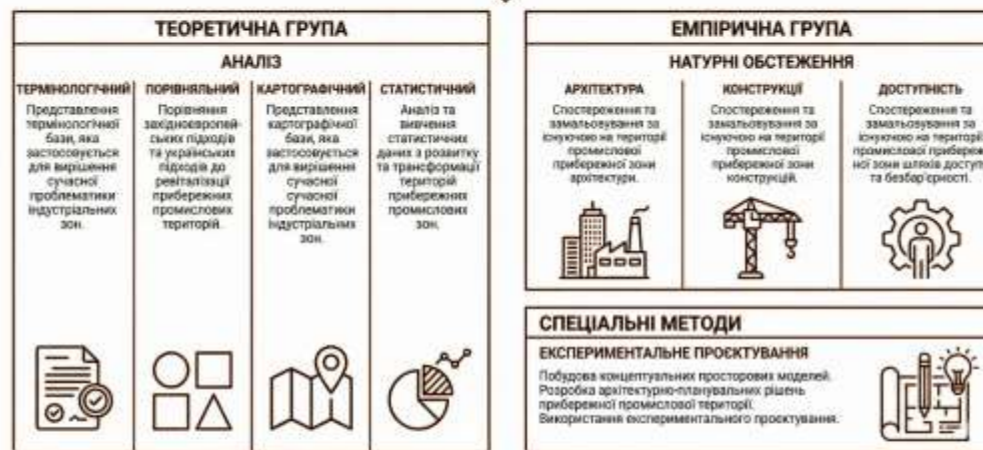 ТЕОРЕТИЧНА ГРУПА
АНАЛІЗ
ТЕРМІНОЛОГІЧНИЙ
Представлення
термінологічної
бази, яка
застосовується
для вирішення
сучасної
проблематики
індустріальних
зон.
ПОРІВНЯЛЬНИЙ
Порівняння
західноєвропей-
ських підходів
та українських
підходів до
ревіталізації
прибережних
промислових
територій.
КАРТОГРАФІЧНИЙ
Представлення
картографічної
бази, яка
застосовується
для вирішення
сучасної
проблематики
індустріальних
зон.
СТАТИСТИЧНИЙ
Аналіз та
вивчення
статистичних
даних з розвитку
та трансформації
територій
прибережних
промислових
зон.
ЕМПІРИЧНА ГРУПА
НАТУРНІ ОБСТЕЖЕННЯ
АРХІТЕКТУРА
Спостереження та
замальовування за
існуючою на території
промислової
прибережної зони
архітектури.
КОНСТРУКЦІЇ
Спостереження та
замальовування за
існуючою на території
промислової
прибережної зони
конструкцій.
ДОСТУПНІСТЬ
Спостереження та
замальовування за
існуючою на території
промислової прибереж-
ної зони шляхів доступ
та безбар'єрності.
СПЕЦІАЛЬНІ МЕТОДИ
ЕКСПЕРИМЕНТАЛЬНЕ ПРОЄКТУВАННЯ
Побудова концептуальних просторових моделей.
Розробка архітектурно-планувальних рішень
прибережної промислової території.
Використання експериментального проєктування.